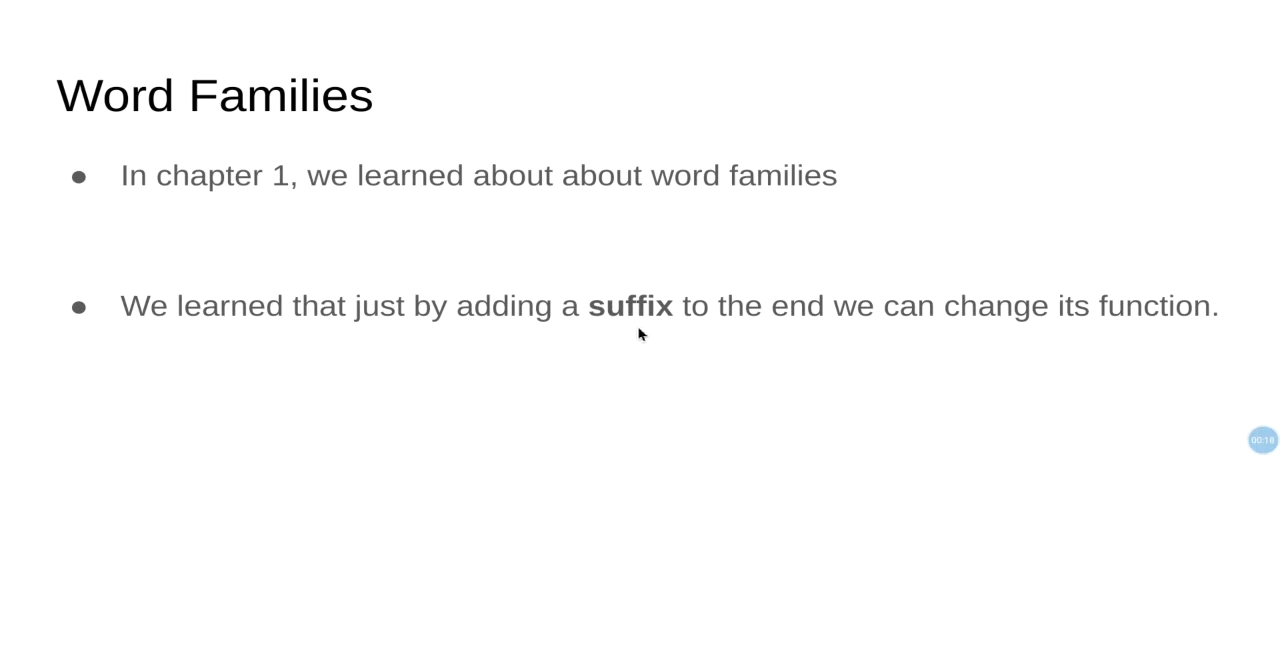 Word Families
● In chapter 1, we learned about about word families
● We learned that just by adding a suffix to the end we can change its function.
00:18